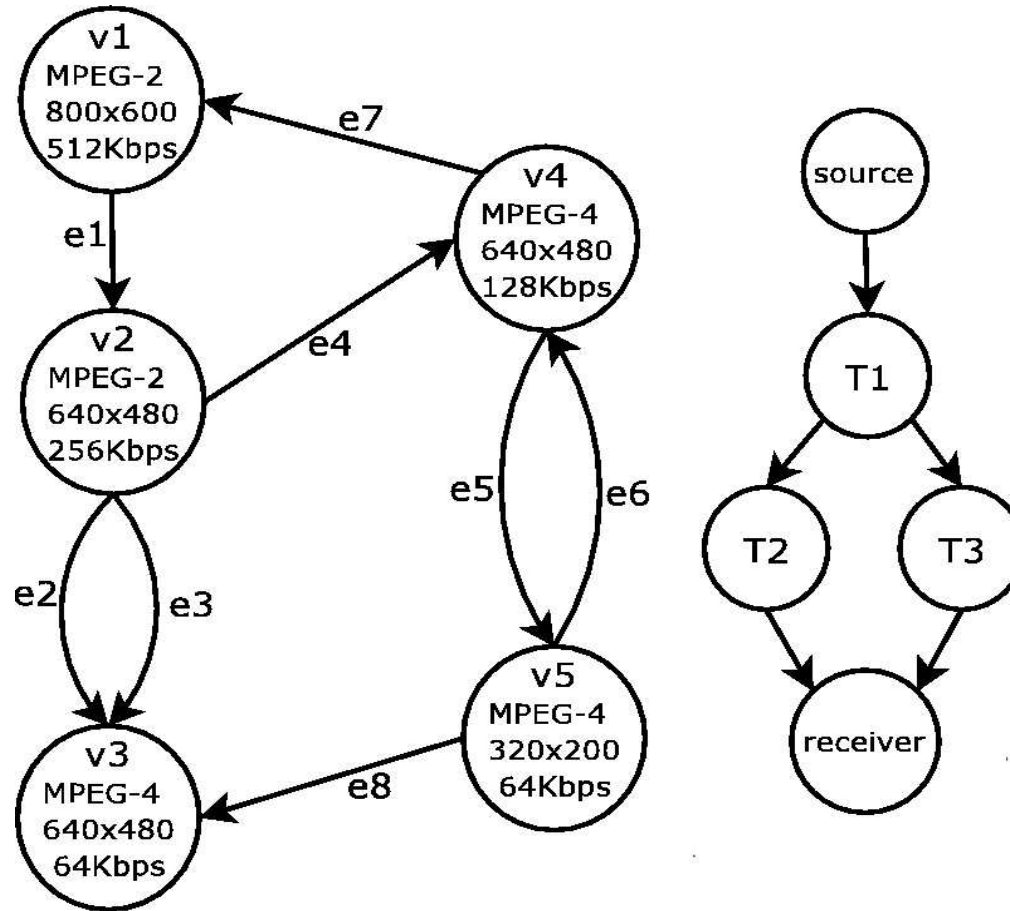 v1
MPEG-2
800x600
512Kbps
e7
v4
MPEG-4
640x480
128Kbps
e1
v2
MPEG-2
640x480
256Kbps
e4
e2
e3
e5
e6
v3
MPEG-4
640x480
64Kbps
e8
v5
MPEG-4
320x200
64Kbps
source
T1
T2
T3
receiver